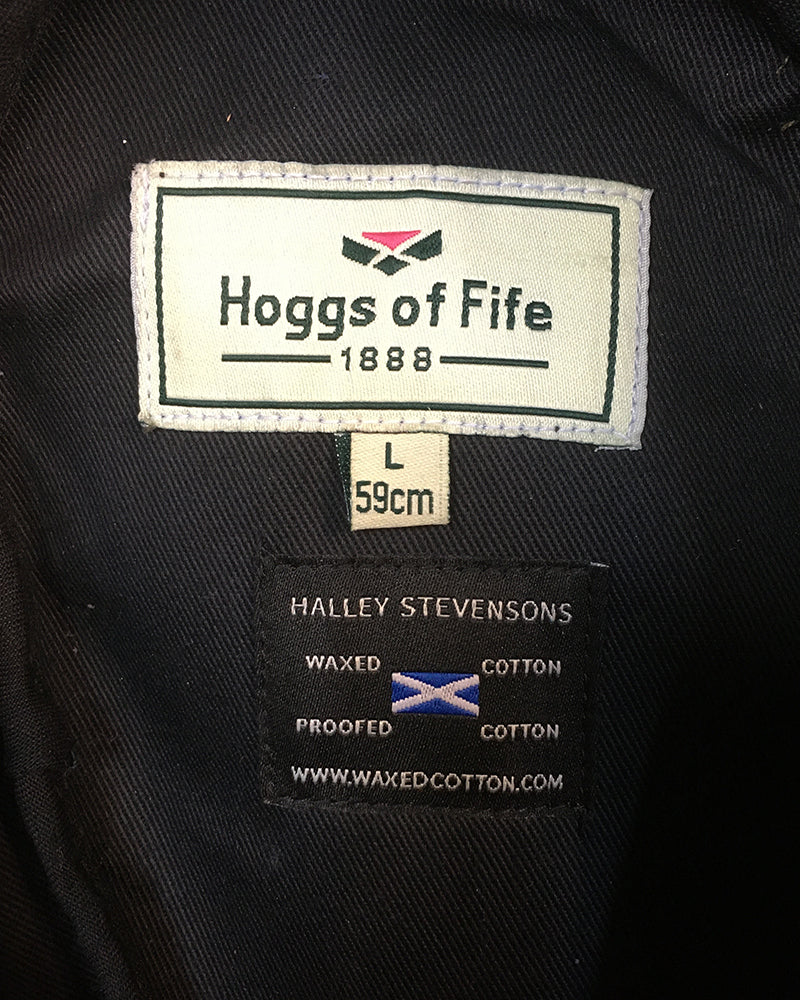 Hoggs of Fife
1888
L
59cm
HALLEY STEVENSONS
WAXED COTTON
PROOFED COTTON
WWW.WAXEDCOTTON.COM